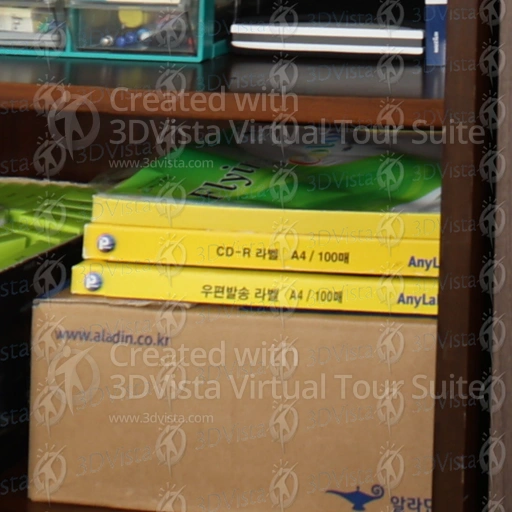 Created with
3DVista Virtual Tour Suite
www.3dvista.com
Flyi
CD-R 라벨 A4 / 100매
AnyL
우편발송 라벨 A4 / 100매
AnyLa
www.aladin.co.kr
Created with
3DVista Virtual Tour Suite
www.3dvista.com
알라딘